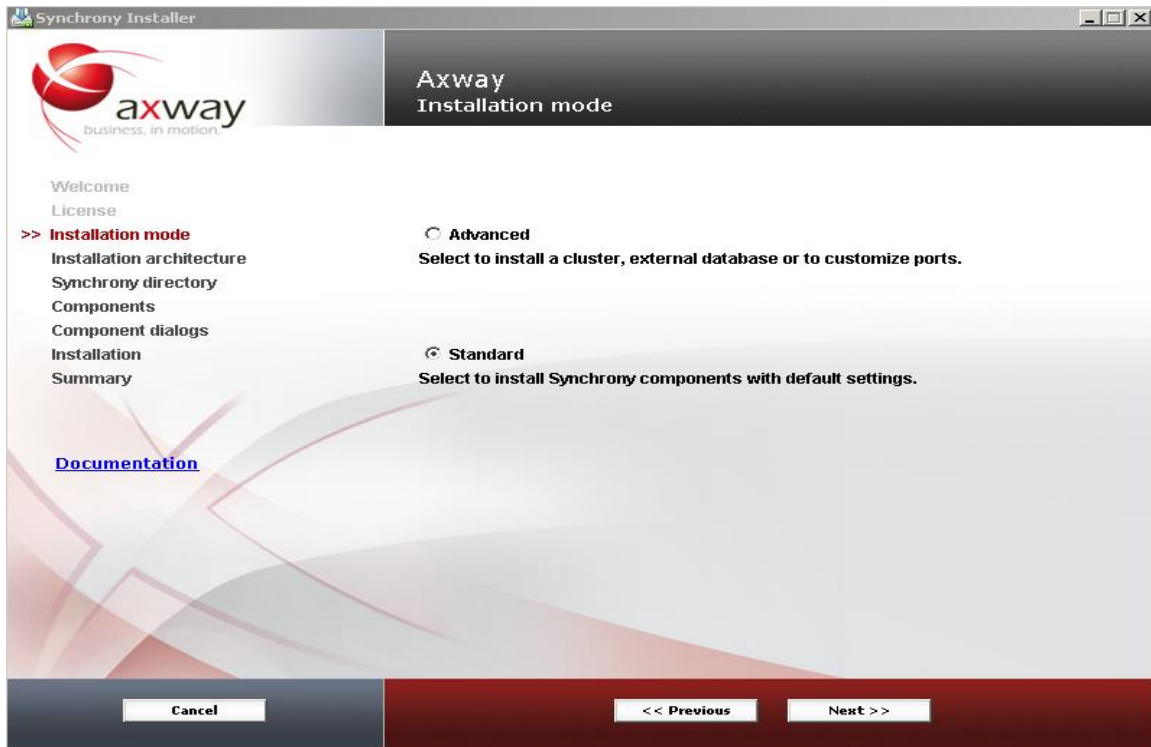 Synchrony Installer
axway
business. in motion.
Axway
Installation mode
Welcome
License
>> Installation mode
Installation architecture
Synchrony directory
Components
Component dialogs
Installation
Summary
Documentation
Advanced
Select to install a cluster, external database or to customize ports.
Standard
Select to install Synchrony components with default settings.
Cancel
<< Previous
Next >>